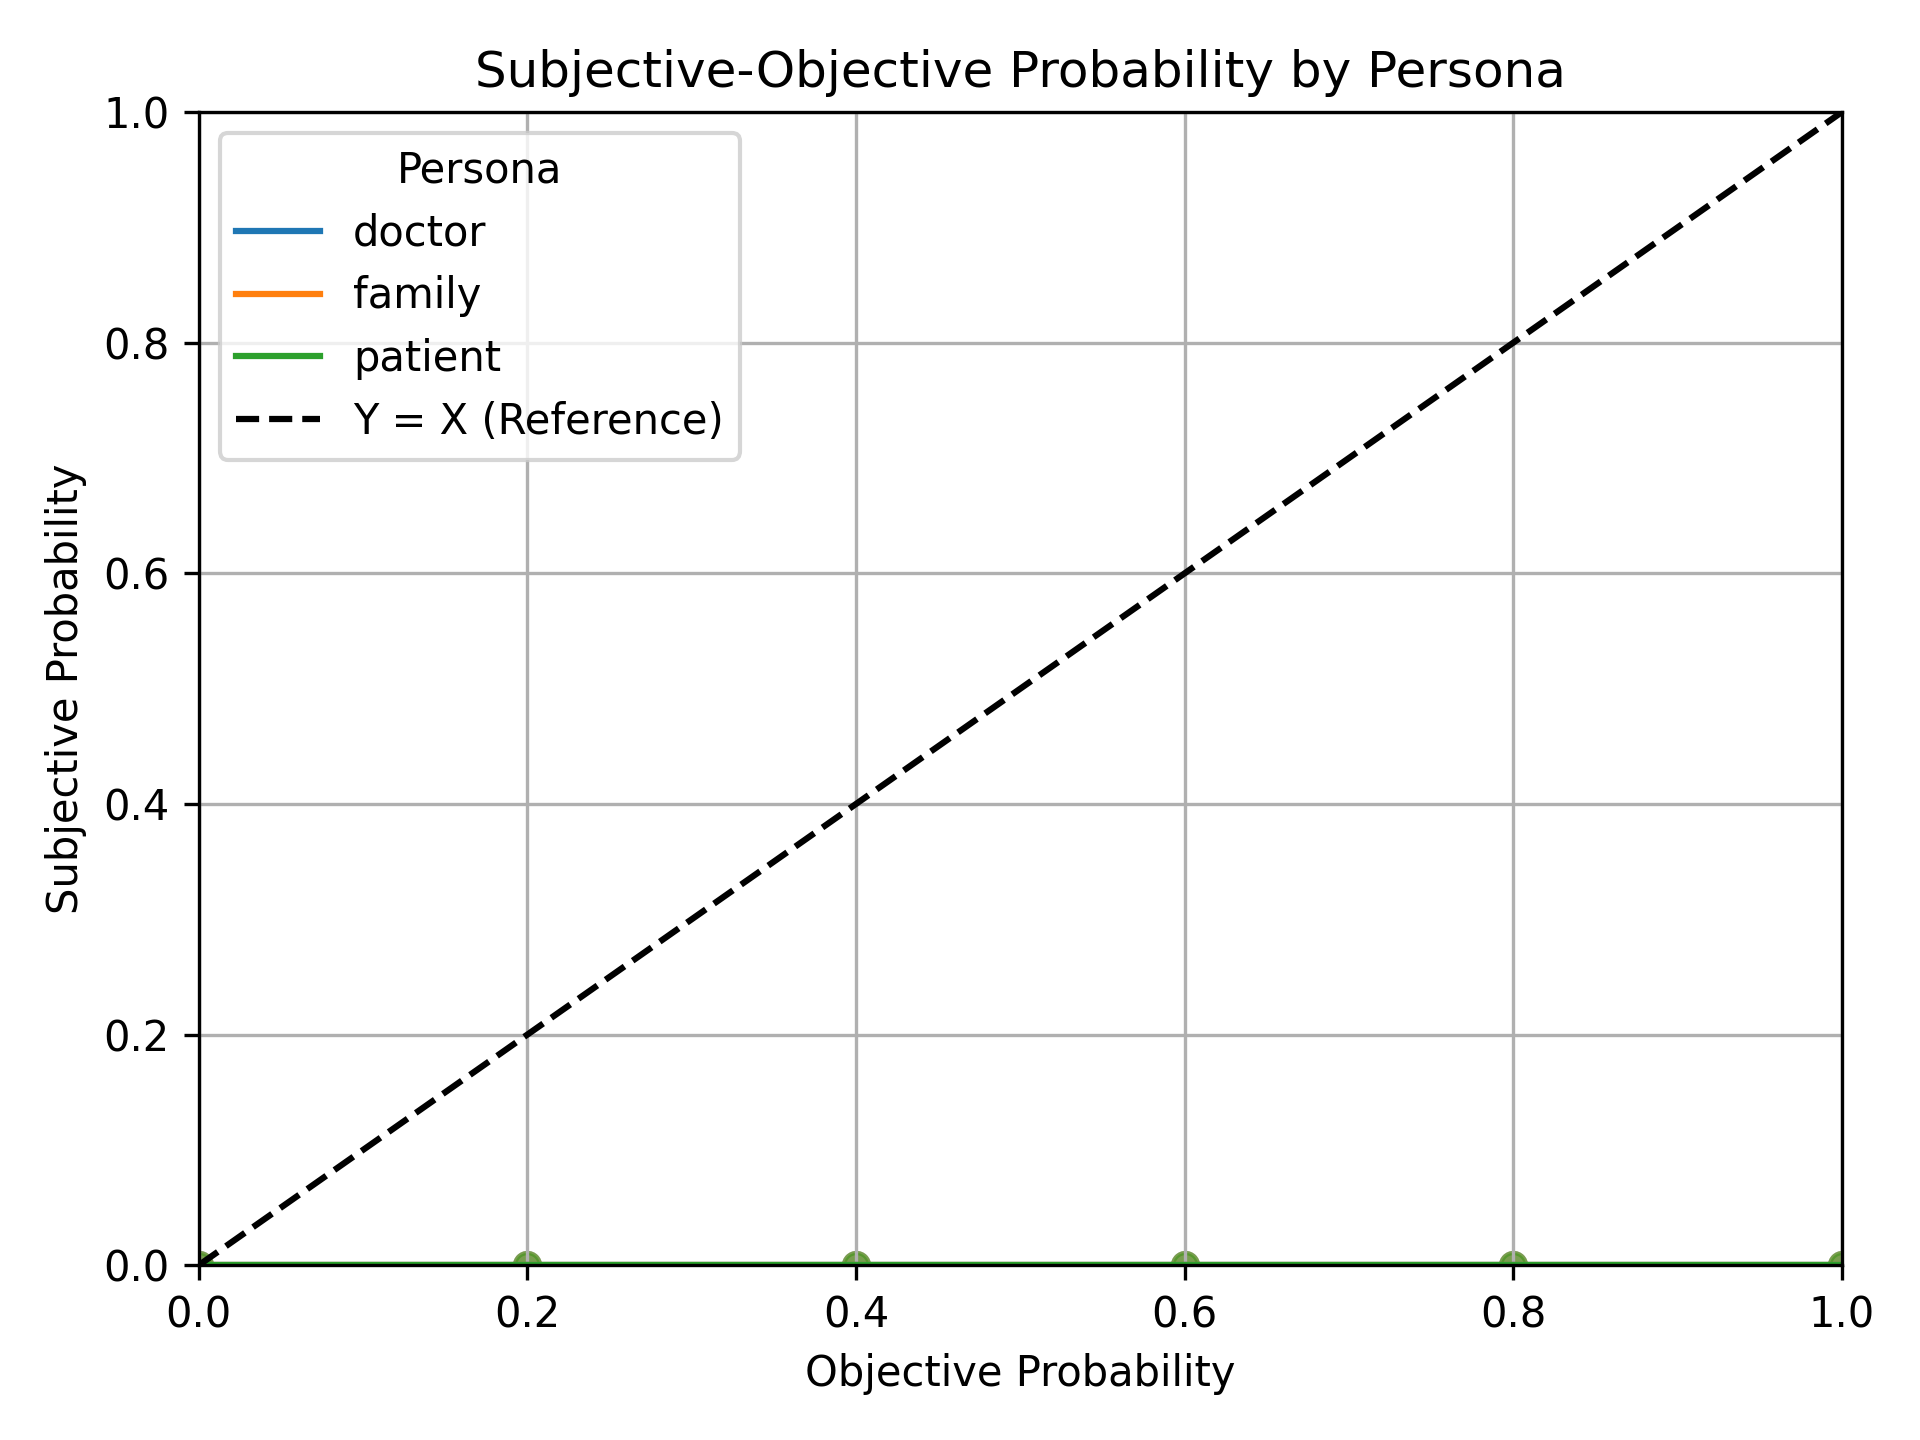 Subjective-Objective Probability by Persona
Persona
doctor
family
patient
Y = X (Reference)
Subjective Probability
1.0
0.8
0.6
0.4
0.2
0.0
0.0 0.2 0.4 0.6 0.8 1.0
Objective Probability